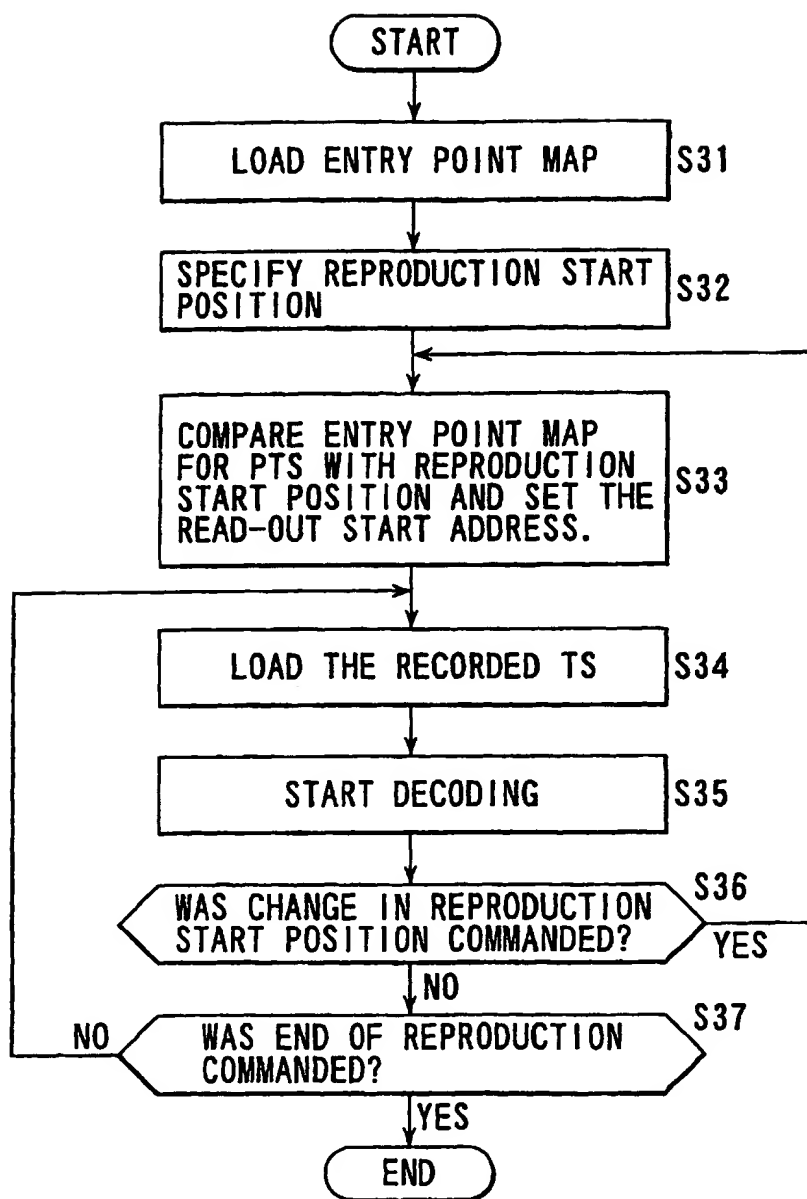 START
LOAD ENTRY POINT MAP
S31
SPECIFY REPRODUCTION START
POSITION
S32
COMPARE ENTRY POINT MAP
FOR PTS WITH REPRODUCTION
START POSITION AND SET THE
READ-OUT START ADDRESS.
S33
LOAD THE RECORDED TS
S34
START DECODING
S35
S36
WAS CHANGE IN REPRODUCTION
START POSITION COMMANDED?
YES
NO
S37
NO
WAS END OF REPRODUCTION
COMMANDED?
YES
END